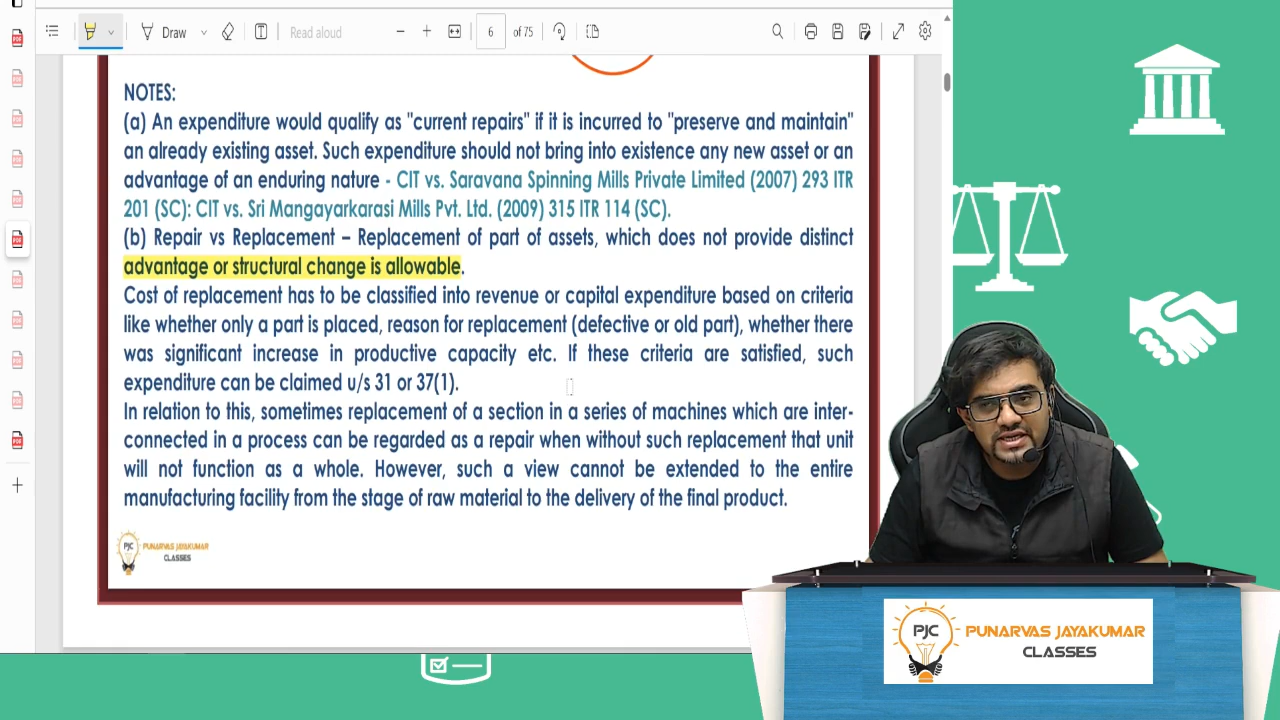 Draw
Read aloud
6
of 75
NOTES:
(a) An expenditure would qualify as "current repairs" if it is incurred to "preserve and maintain"
an already existing asset. Such expenditure should not bring into existence any new asset or an
advantage of an enduring nature - CIT vs. Saravana Spinning Mills Private Limited (2007) 293 ITR
201 (SC): CIT vs. Sri Mangayarkarasi Mills Pvt. Ltd. (2009) 315 ITR 114 (SC).
(b) Repair vs Replacement – Replacement of part of assets, which does not provide distinct
advantage or structural change is allowable.
Cost of replacement has to be classified into revenue or capital expenditure based on criteria
like whether only a part is placed, reason for replacement (defective or old part), whether there
was significant increase in productive capacity etc. If these criteria are satisfied, such
expenditure can be claimed u/s 31 or 37(1).
In relation to this, sometimes replacement of a section in a series of machines which are inter-
connected in a process can be regarded as a repair when without such replacement that unit
will not function as a whole. However, such a view cannot be extended to the entire
manufacturing facility from the stage of raw material to the delivery of the final product.
PJC
PUNARVAS JAYAKUMAR
CLASSES
PJC
PUNARVAS JAYAKUMAR
CLASSES